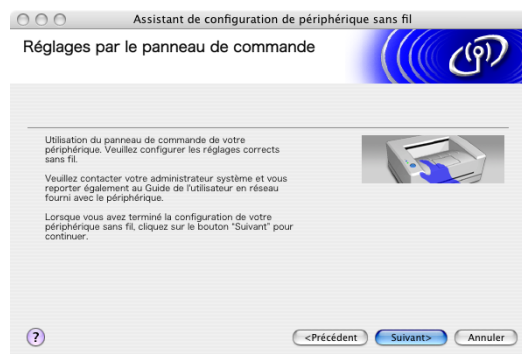 Assistant de configuration de périphérique sans fil
Réglages par le panneau de commande
Utilisation du panneau de commande de votre
périphérique. Veuillez configurer les réglages corrects
sans fil.
Veuillez contacter votre administrateur système et vous
reporter également au Guide de l'utilisateur en réseau
fourni avec le périphérique.
Lorsque vous avez terminé la configuration de votre
périphérique sans fil, cliquez sur le bouton "Suivant" pour
continuer.
? <Précédent Suivant> Annuler